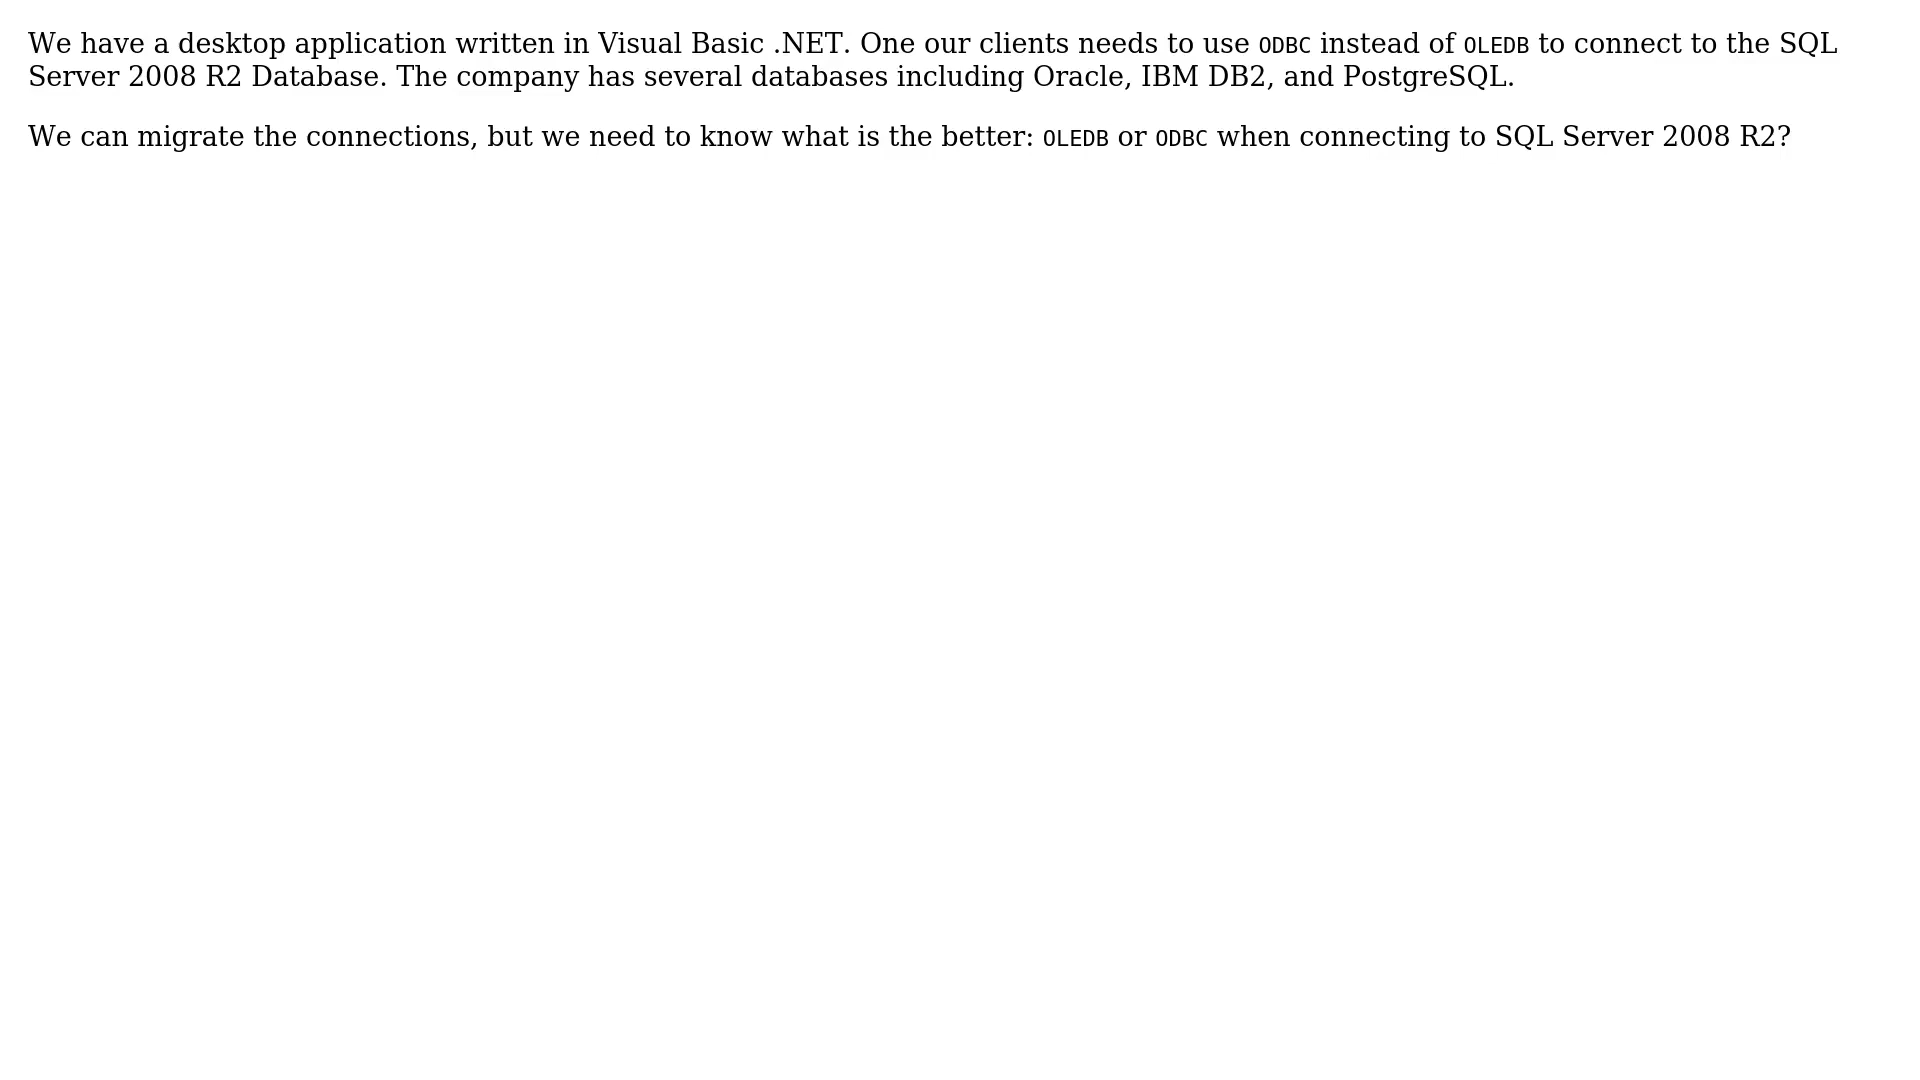 We have a desktop application written in Visual Basic .NET. One our clients needs to use ODBC instead of OLEDB to connect to the SQL
Server 2008 R2 Database. The company has several databases including Oracle, IBM DB2, and PostgreSQL.
We can migrate the connections, but we need to know what is the better: OLEDB or ODBC when connecting to SQL Server 2008 R2?